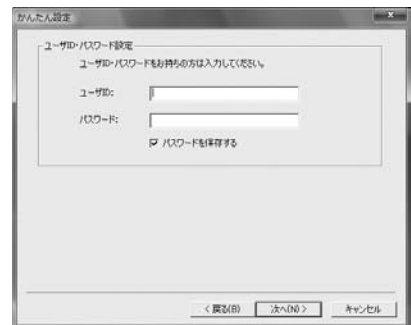 かんたん設定
ユーザID・パスワード設定
ユーザID・パスワードをお持ちの方は入力してください。
ユーザID:
パスワード:
パスワードを保存する
< 戻る(B) 次へ(N) > キャンセル